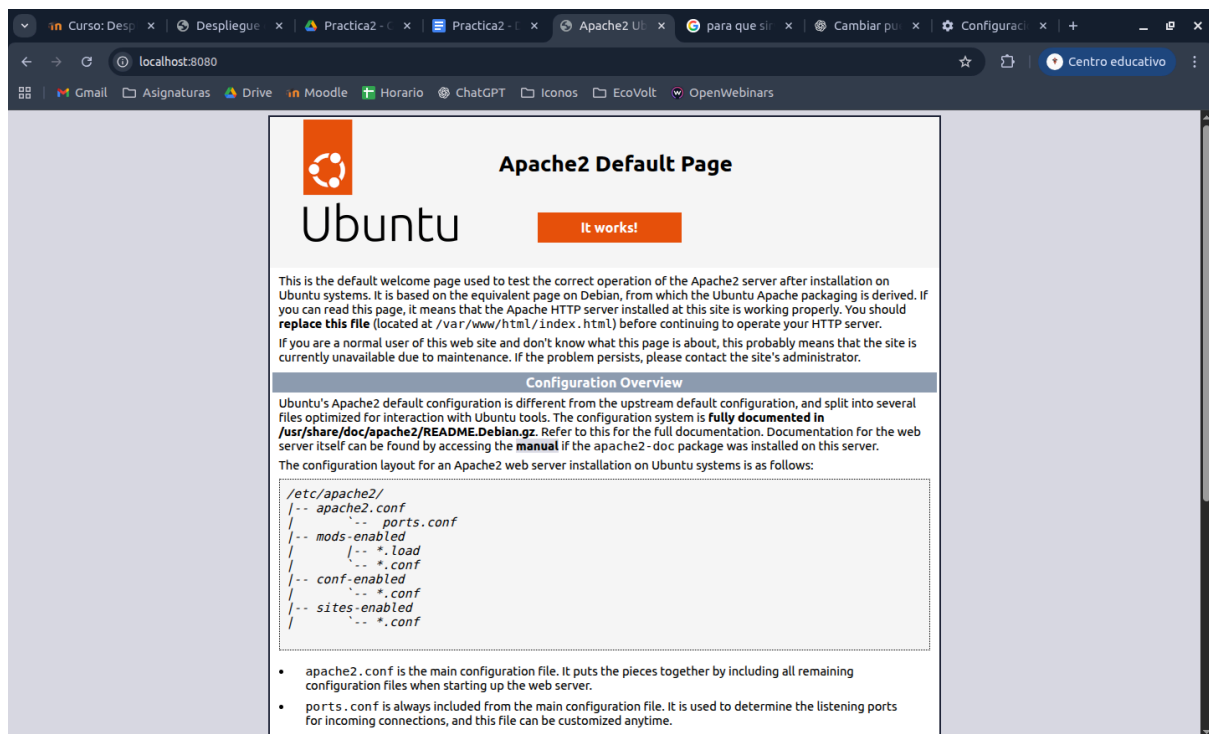 Curso: Desp
Despliegue
Practica2 - C
Practica2 - D
Apache2 Ub
para que sir
Cambiar pue
Configuraci
localhost:8080
Centro educativo
Gmail
Asignaturas
Drive
Moodle
Horario
ChatGPT
Iconos
EcoVolt
OpenWebinars
Apache2 Default Page
Ubuntu
It works!
This is the default welcome page used to test the correct operation of the Apache2 server after installation on
Ubuntu systems. It is based on the equivalent page on Debian, from which the Ubuntu Apache packaging is derived. If
you can read this page, it means that the Apache HTTP server installed at this site is working properly. You should
replace this file (located at /var/www/html/index.html) before continuing to operate your HTTP server.
If you are a normal user of this web site and don't know what this page is about, this probably means that the site is
currently unavailable due to maintenance. If the problem persists, please contact the site's administrator.
Configuration Overview
Ubuntu's Apache2 default configuration is different from the upstream default configuration, and split into several
files optimized for interaction with Ubuntu tools. The configuration system is fully documented in
/usr/share/doc/apache2/README.Debian.gz. Refer to this for the full documentation. Documentation for the web
server itself can be found by accessing the manual if the apache2-doc package was installed on this server.
The configuration layout for an Apache2 web server installation on Ubuntu systems is as follows:
/etc/apache2/
|-- apache2.conf
|       `--  ports.conf
|-- mods-enabled
|       |-- *.load
|       `-- *.conf
|-- conf-enabled
|       `-- *.conf
|-- sites-enabled
|       `-- *.conf
• apache2.conf is the main configuration file. It puts the pieces together by including all remaining
configuration files when starting up the web server.
• ports.conf is always included from the main configuration file. It is used to determine the listening ports
for incoming connections, and this file can be customized anytime.